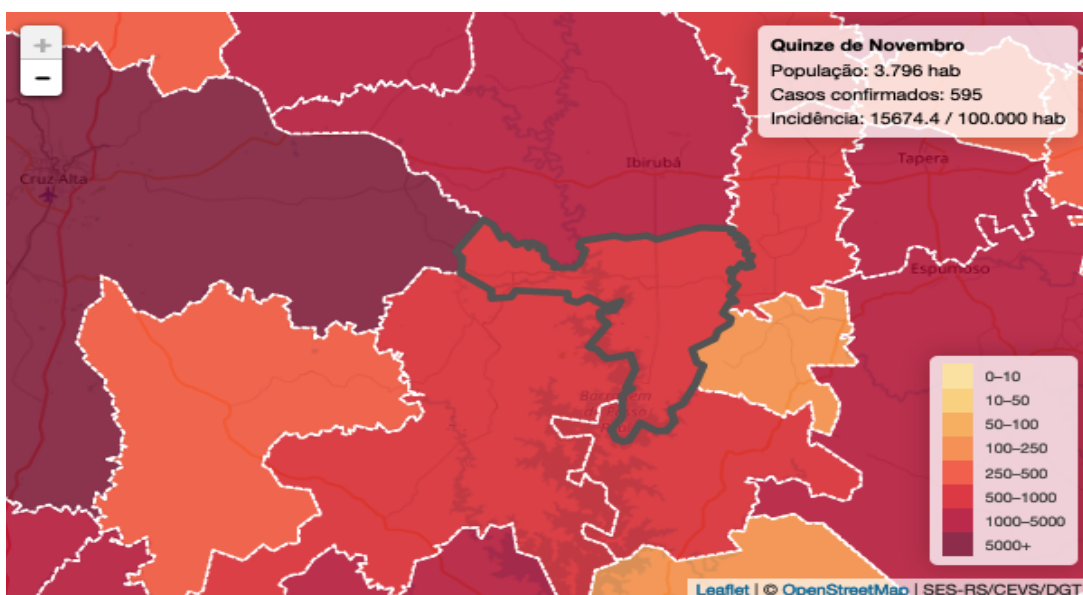 +
−
Quinze de Novembro
População: 3.796 hab
Casos confirmados: 595
Incidência: 15674.4 / 100.000 hab
Ibirubá
Tapera
Cruz Alta
Espumoso
0–10
10–50
50–100
100–250
250–500
500–1000
1000–5000
5000+
Leaflet | © OpenStreetMap | SES-RS/CEVS/DGT